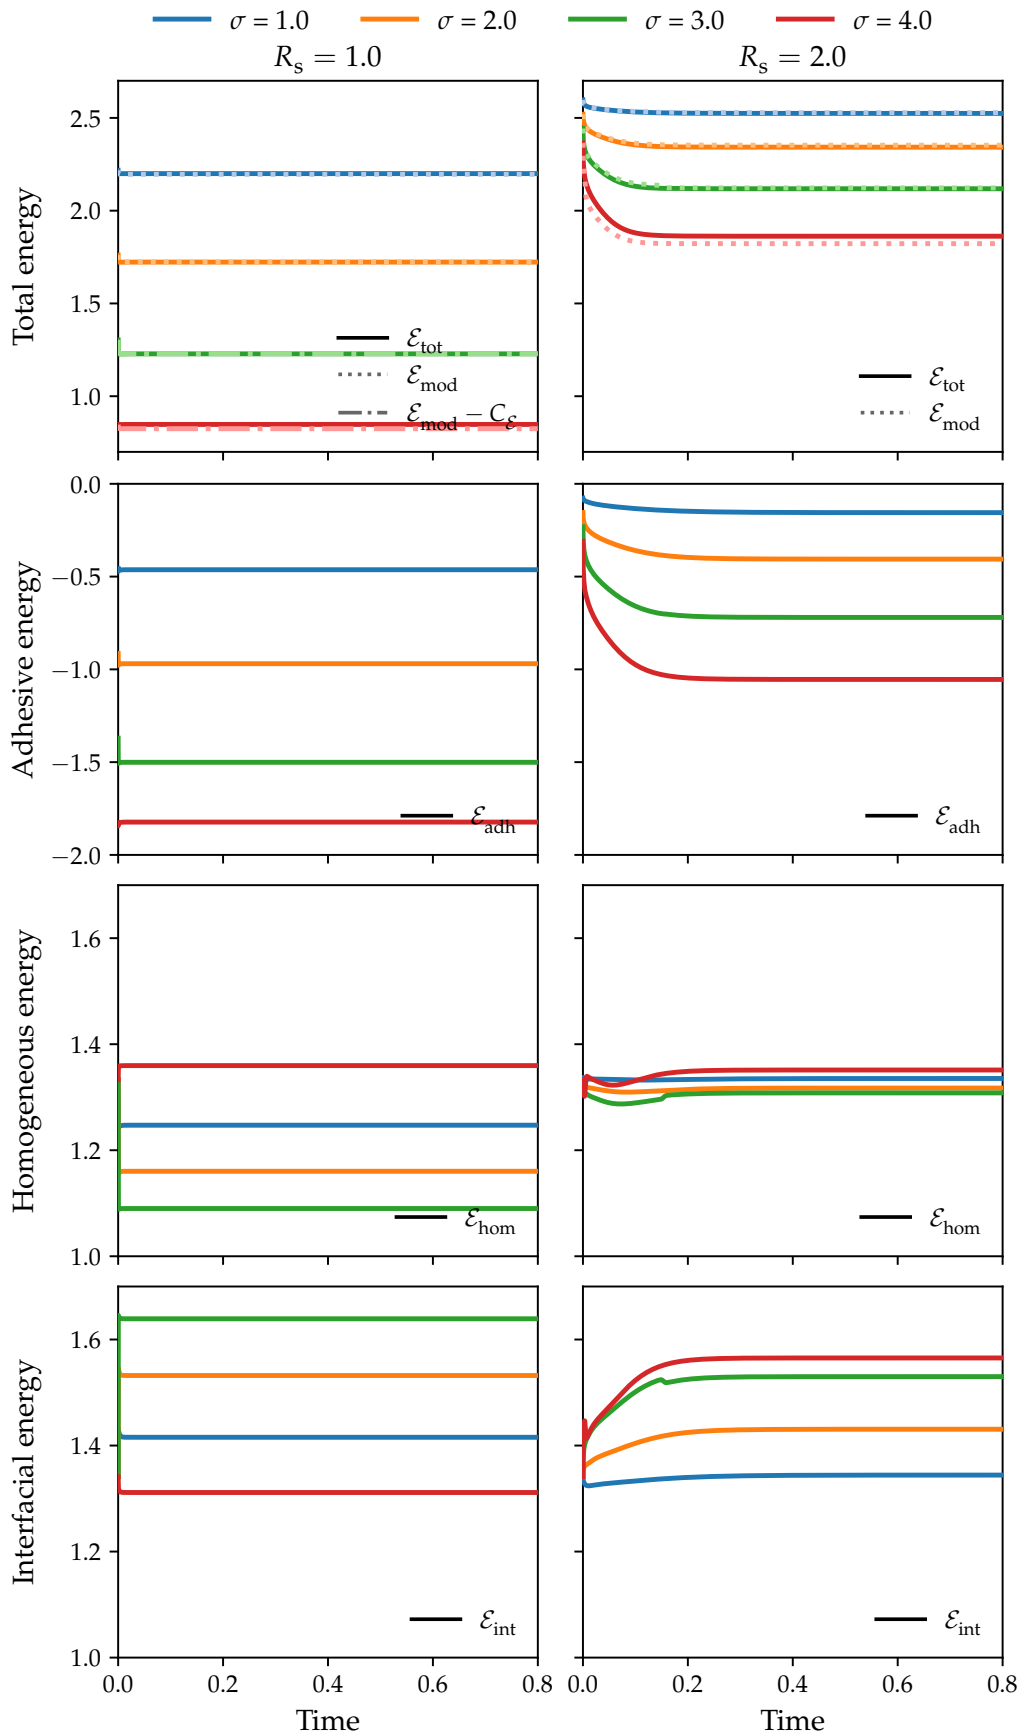 σ = 1.0 σ = 2.0 σ = 3.0 σ = 4.0
R_s = 1.0
R_s = 2.0
Total energy
2.5
2.0
1.5
1.0
ℰ_tot
ℰ_mod
ℰ_mod − C_ℰ
ℰ_tot
ℰ_mod
Adhesive energy
0.0
−0.5
−1.0
−1.5
−2.0
ℰ_adh
ℰ_adh
Homogeneous energy
1.6
1.4
1.2
1.0
ℰ_hom
ℰ_hom
Interfacial energy
1.6
1.4
1.2
1.0
ℰ_int
ℰ_int
0.0 0.2 0.4 0.6 0.8
0.0 0.2 0.4 0.6 0.8
Time
Time